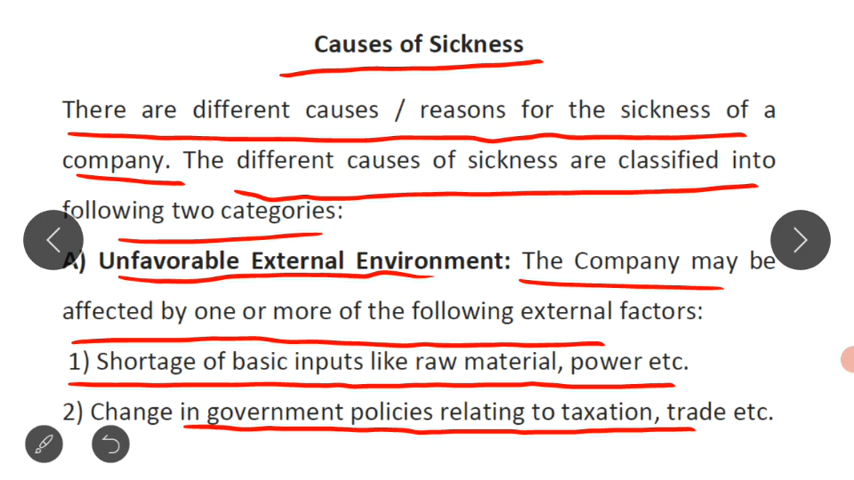 Causes of Sickness
There are different causes / reasons for the sickness of a
company. The different causes of sickness are classified into
following two categories:
A) Unfavorable External Environment: The Company may be
affected by one or more of the following external factors:
1) Shortage of basic inputs like raw material, power etc.
2) Change in government policies relating to taxation, trade etc.